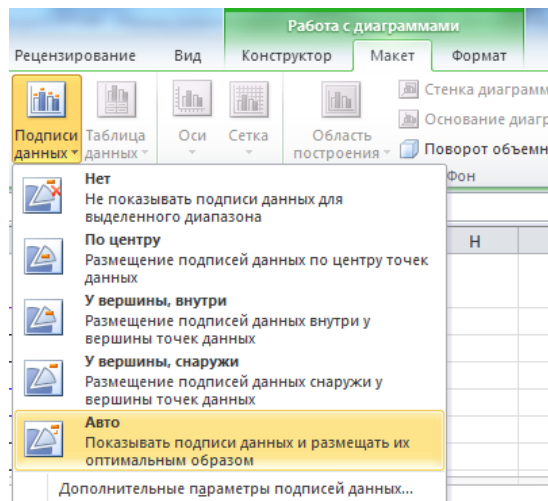 Работа с диаграммами
Рецензирование Вид Конструктор Макет Формат
Подписи данных
Таблица данных
Оси
Сетка
Область построения
Стенка диаграмм
Основание диагр
Поворот объемн
Фон
Нет
Не показывать подписи данных для
выделенного диапазона
По центру
Размещение подписей данных по центру точек
данных
У вершины, внутри
Размещение подписей данных внутри у
вершины точек данных
У вершины, снаружи
Размещение подписей данных снаружи у
вершины точек данных
Авто
Показывать подписи данных и размещать их
оптимальным образом
Дополнительные параметры подписей данных...
H